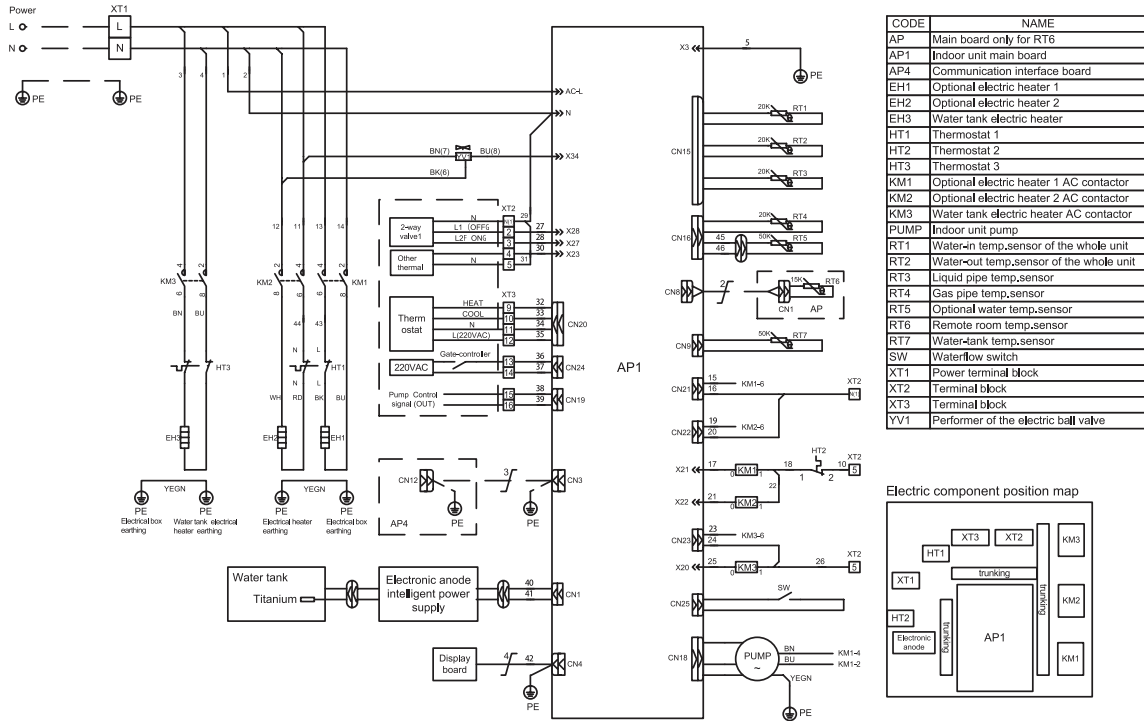 Power
XT1
L
L
N
N
PE
PE
3
4
1
2
AC-L
N
BN(7)
YV1
BU(8)
X34
BK(6)
XT2
2-way
valve1
N
N(1)
29
L1 (OFF)
2
27
X28
3
28
X27
Other
thermal
4
30
X23
N
5
31
12
11
13
14
4
2
4
2
4
2
KM3
KM2
KM1
6
8
6
8
6
8
BN
BU
44
43
N
L
HT3
HT1
N
L
WH
RD
BK
BU
EH3
EH2
EH1
YEGN
YEGN
PE
PE
PE
PE
Electrical box
earthing
Water tank electrical
heater earthing
Electrical heater
earthing
Electrical box
earthing
XT3
Therm
ostat
HEAT
9
32
COOL
10
33
N
11
34
L(220VAC)
12
35
CN20
220VAC
Gate-controller
13
36
14
37
CN24
Pump Control
signal (OUT)
15
38
16
39
CN19
CN12
PE
AP4
3
PE
CN3
Water tank
Titanium
Electronic anode
intelligent power
supply
40
41
CN1
Display
board
4
42
CN4
PE
AP1
X3
5
PE
CN15
20K
RT1
20K
RT2
20K
RT3
CN16
20K
RT4
45
46
50K
RT5
CN8
2
CN1
15K
RT6
AP
CN9
50K
RT7
CN21
15
KM1-6
16
XT2
N(1)
CN22
19
KM2-6
20
X21
17
0
KM1
1
18
HT2
1
2
10
XT2
5
22
X22
21
0
KM2
1
CN23
23
KM3-6
24
X20
25
0
KM3
1
26
XT2
5
CN25
SW
CN18
PUMP
~
BN
KM1-4
BU
KM1-2
YEGN
PE
CODE NAME
AP Main board only for RT6
AP1 Indoor unit main board
AP4 Communication interface board
EH1 Optional electric heater 1
EH2 Optional electric heater 2
EH3 Water tank electric heater
HT1 Thermostat 1
HT2 Thermostat 2
HT3 Thermostat 3
KM1 Optional electric heater 1 AC contactor
KM2 Optional electric heater 2 AC contactor
KM3 Water tank electric heater AC contactor
PUMP Indoor unit pump
RT1 Water-in temp.sensor of the whole unit
RT2 Water-out temp.sensor of the whole unit
RT3 Liquid pipe temp.sensor
RT4 Gas pipe temp.sensor
RT5 Optional water temp.sensor
RT6 Remote room temp.sensor
RT7 Water-tank temp.sensor
SW Waterflow switch
XT1 Power terminal block
XT2 Terminal block
XT3 Terminal block
YV1 Performer of the electric ball valve
Electric component position map
XT3
XT2
KM3
HT1
trunking
XT1
trunking
KM2
HT2
trunking
AP1
Electronic
anode
KM1